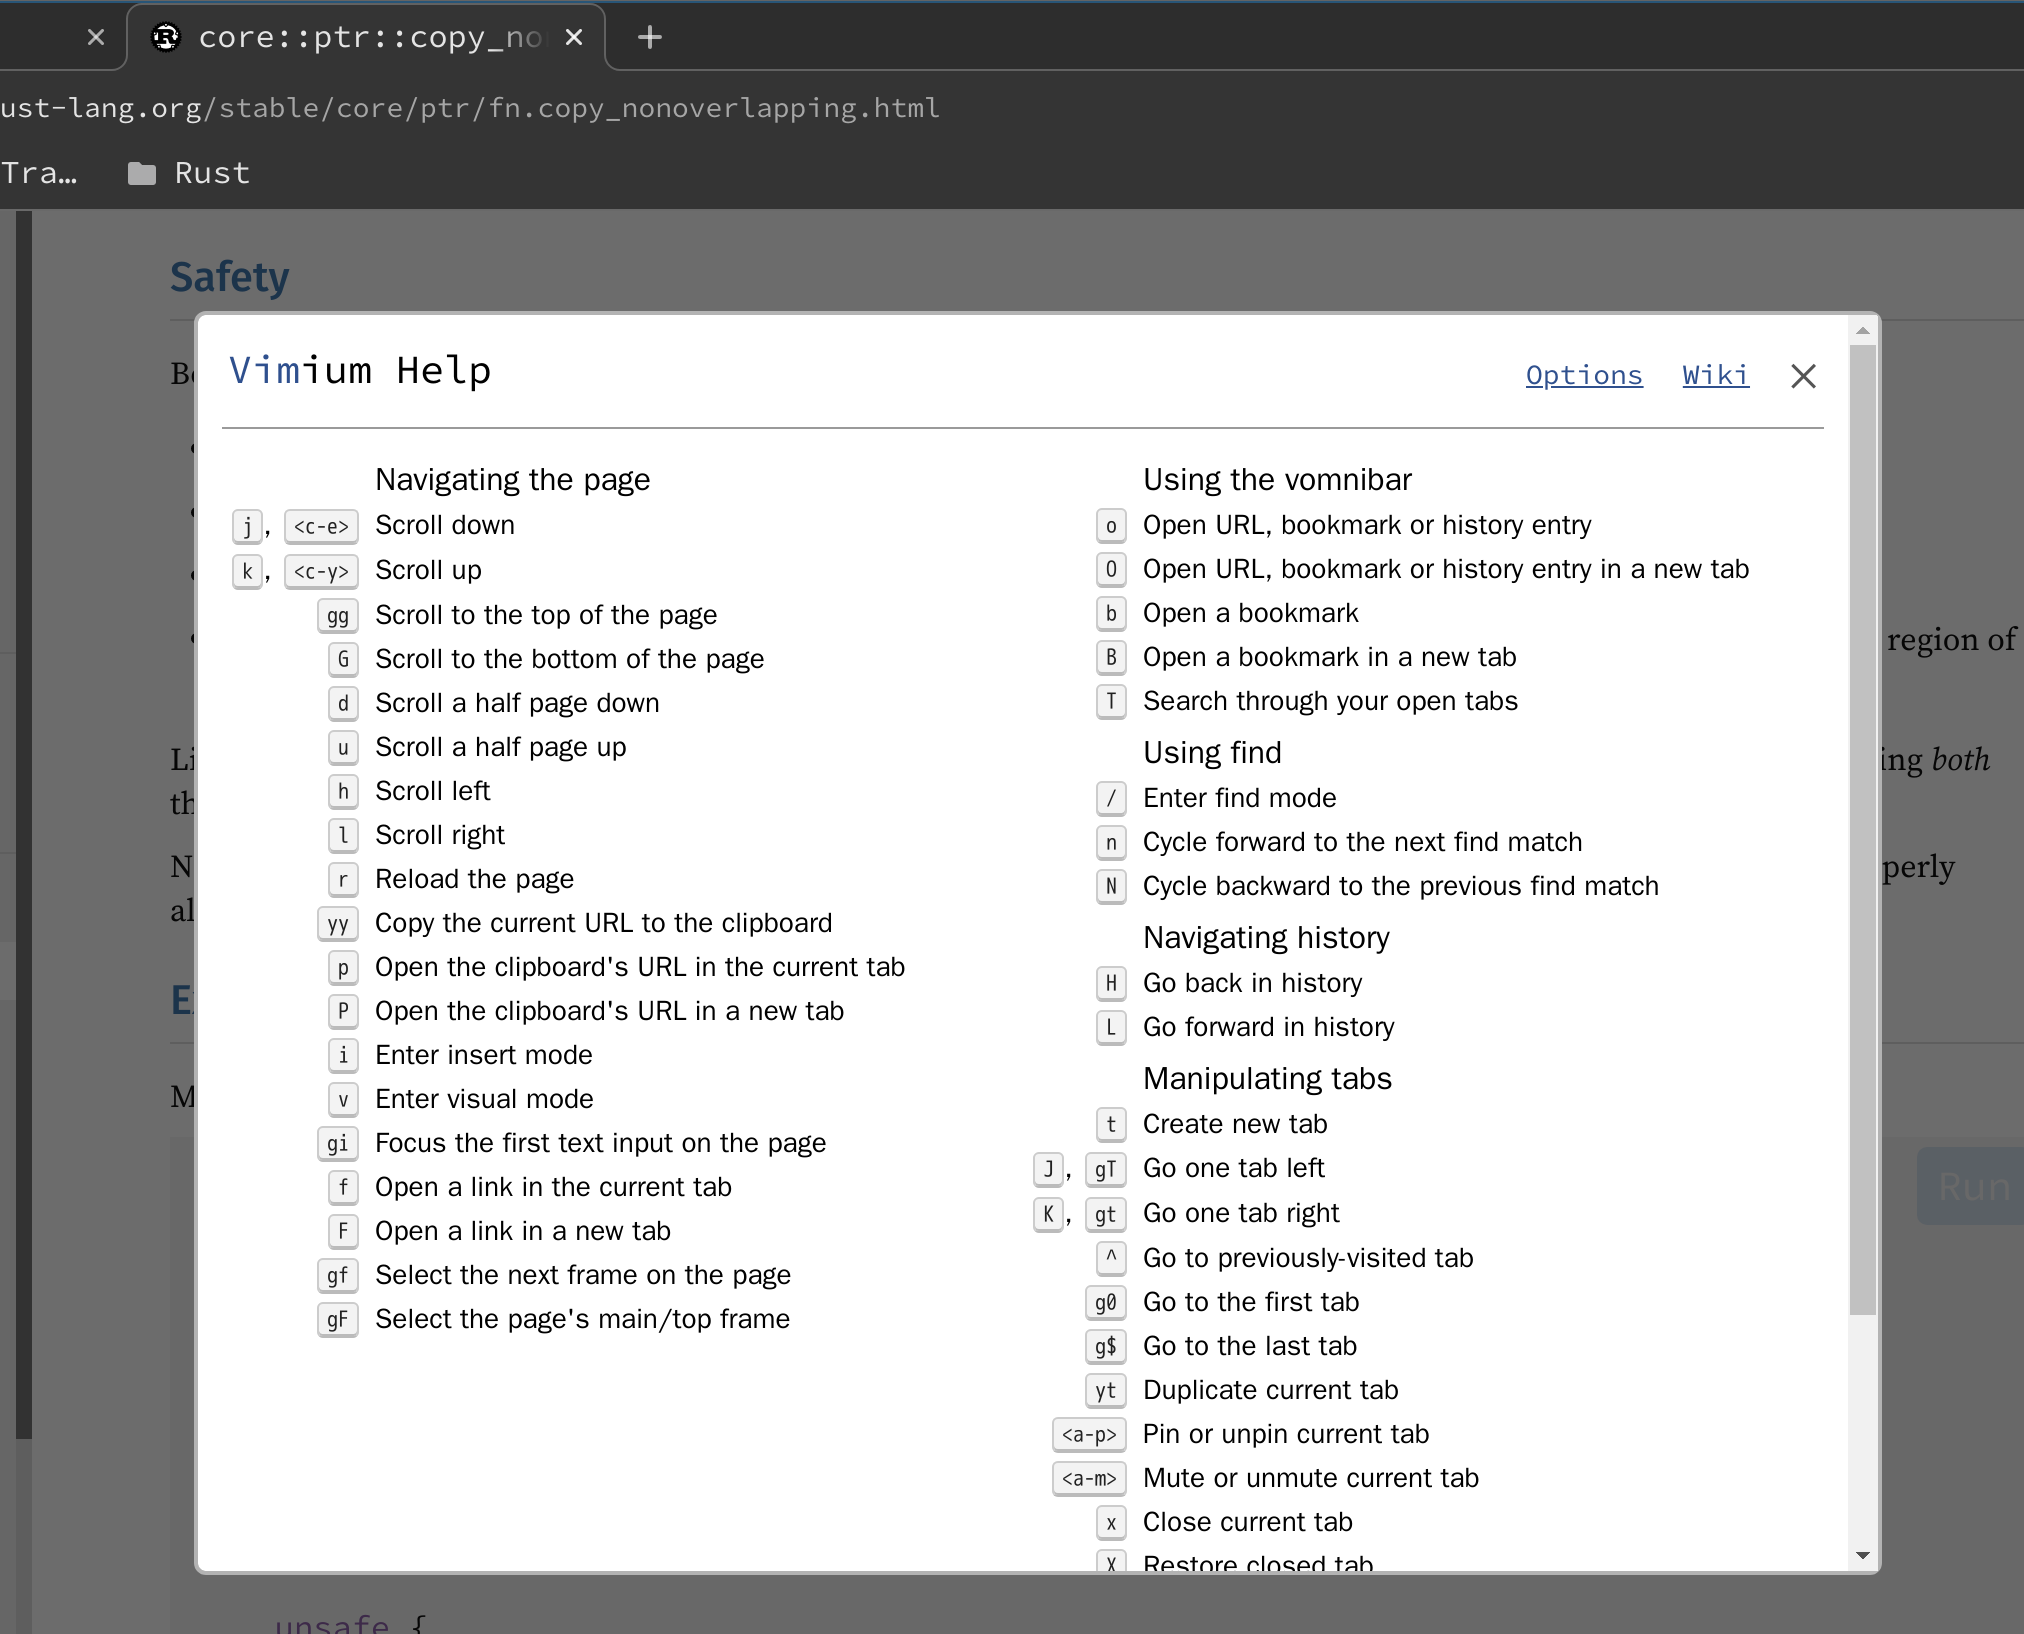 core::ptr::copy_no
ust-lang.org/stable/core/ptr/fn.copy_nonoverlapping.html
Tra…
Rust
Safety
Vimium Help
Options Wiki
Navigating the page
j, <c-e> Scroll down
k, <c-y> Scroll up
gg Scroll to the top of the page
G Scroll to the bottom of the page
d Scroll a half page down
u Scroll a half page up
h Scroll left
l Scroll right
r Reload the page
yy Copy the current URL to the clipboard
p Open the clipboard's URL in the current tab
P Open the clipboard's URL in a new tab
i Enter insert mode
v Enter visual mode
gi Focus the first text input on the page
f Open a link in the current tab
F Open a link in a new tab
gf Select the next frame on the page
gF Select the page's main/top frame
Using the vomnibar
o Open URL, bookmark or history entry
O Open URL, bookmark or history entry in a new tab
b Open a bookmark
B Open a bookmark in a new tab
T Search through your open tabs
Using find
/ Enter find mode
n Cycle forward to the next find match
N Cycle backward to the previous find match
Navigating history
H Go back in history
L Go forward in history
Manipulating tabs
t Create new tab
J, gT Go one tab left
K, gt Go one tab right
^ Go to previously-visited tab
g0 Go to the first tab
g$ Go to the last tab
yt Duplicate current tab
<a-p> Pin or unpin current tab
<a-m> Mute or unmute current tab
x Close current tab
X Restore closed tab
region of
both
Run
unsafe {